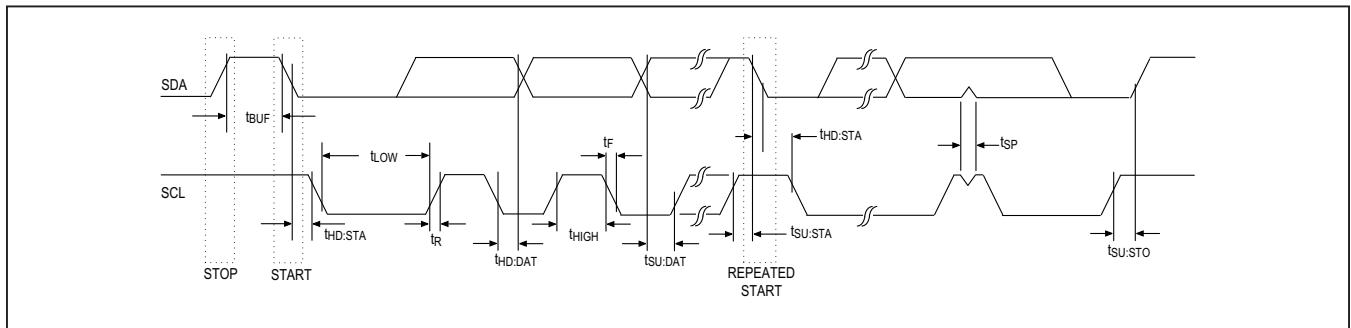 SDA
tBUF
tLOW
tF
tHD:STA
tSP
SCL
tHD:STA
tR
tHD:DAT
tHIGH
tSU:DAT
tSU:STA
tSU:STO
STOP
START
REPEATED
START